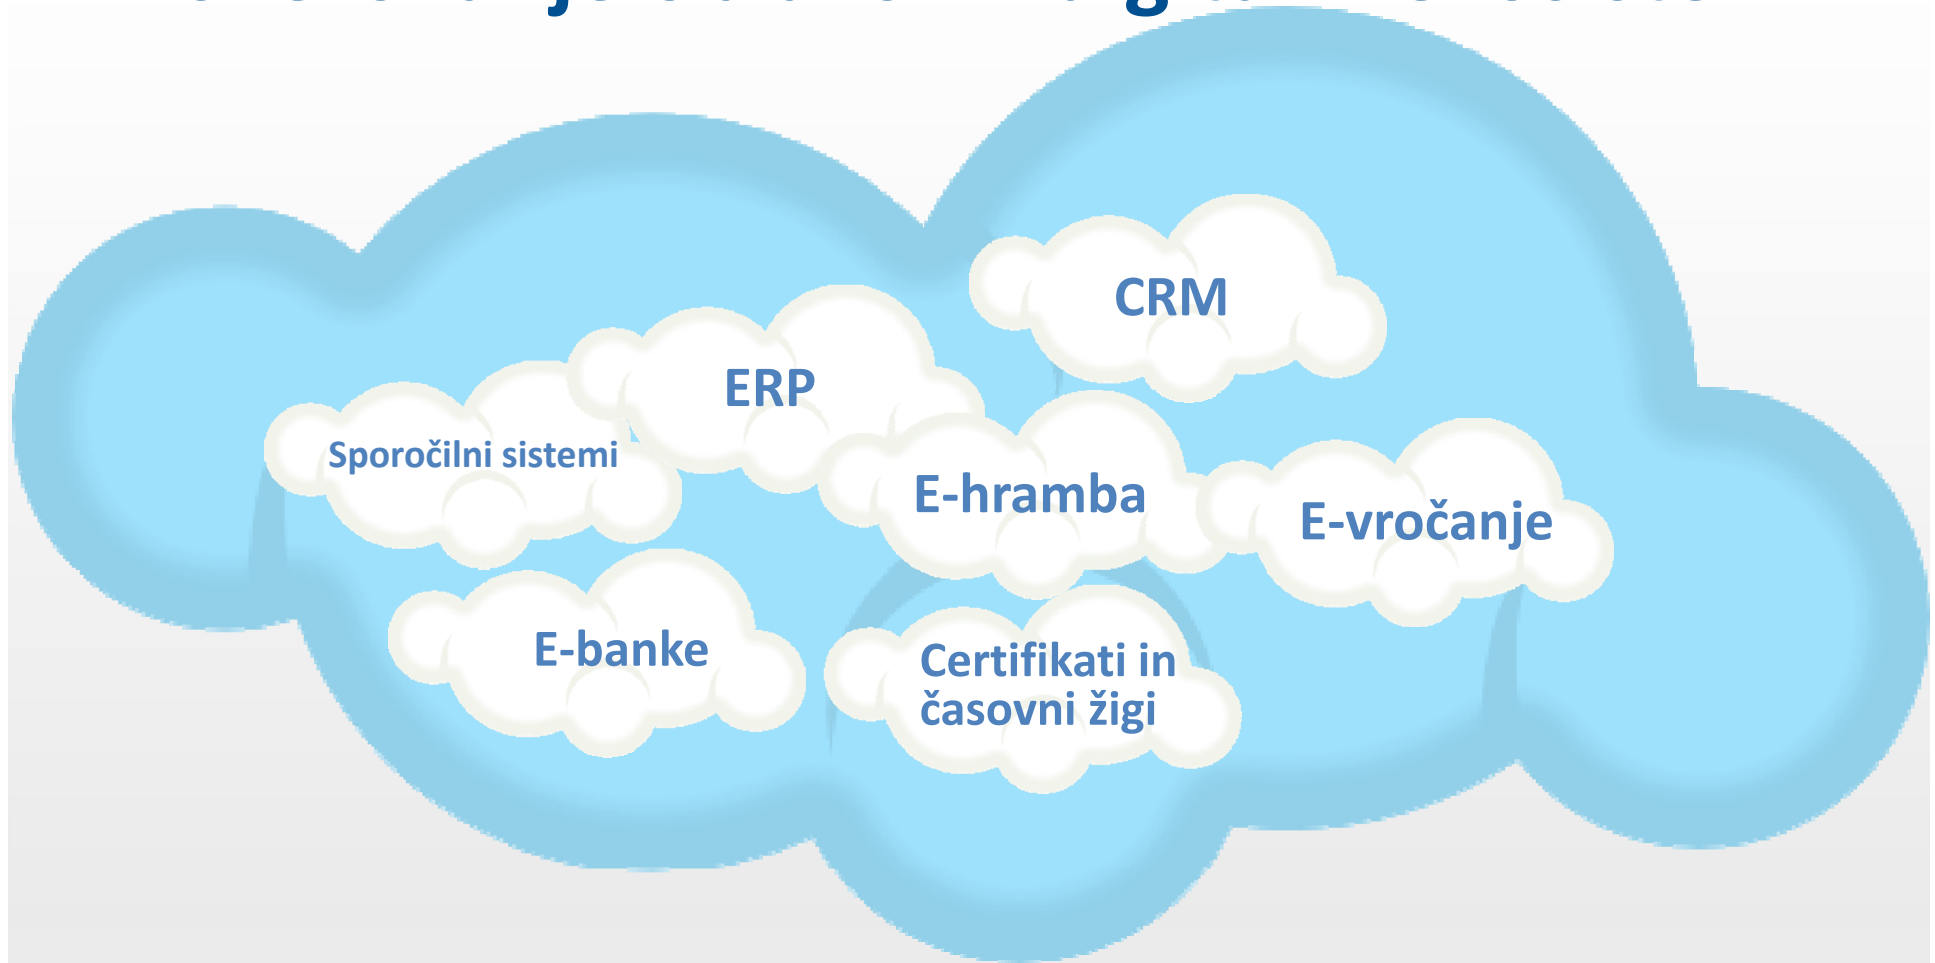 CRM
ERP
Sporočilni sistemi
E-hramba
E-vročanje
E-banke
Certifikati in
časovni žigi